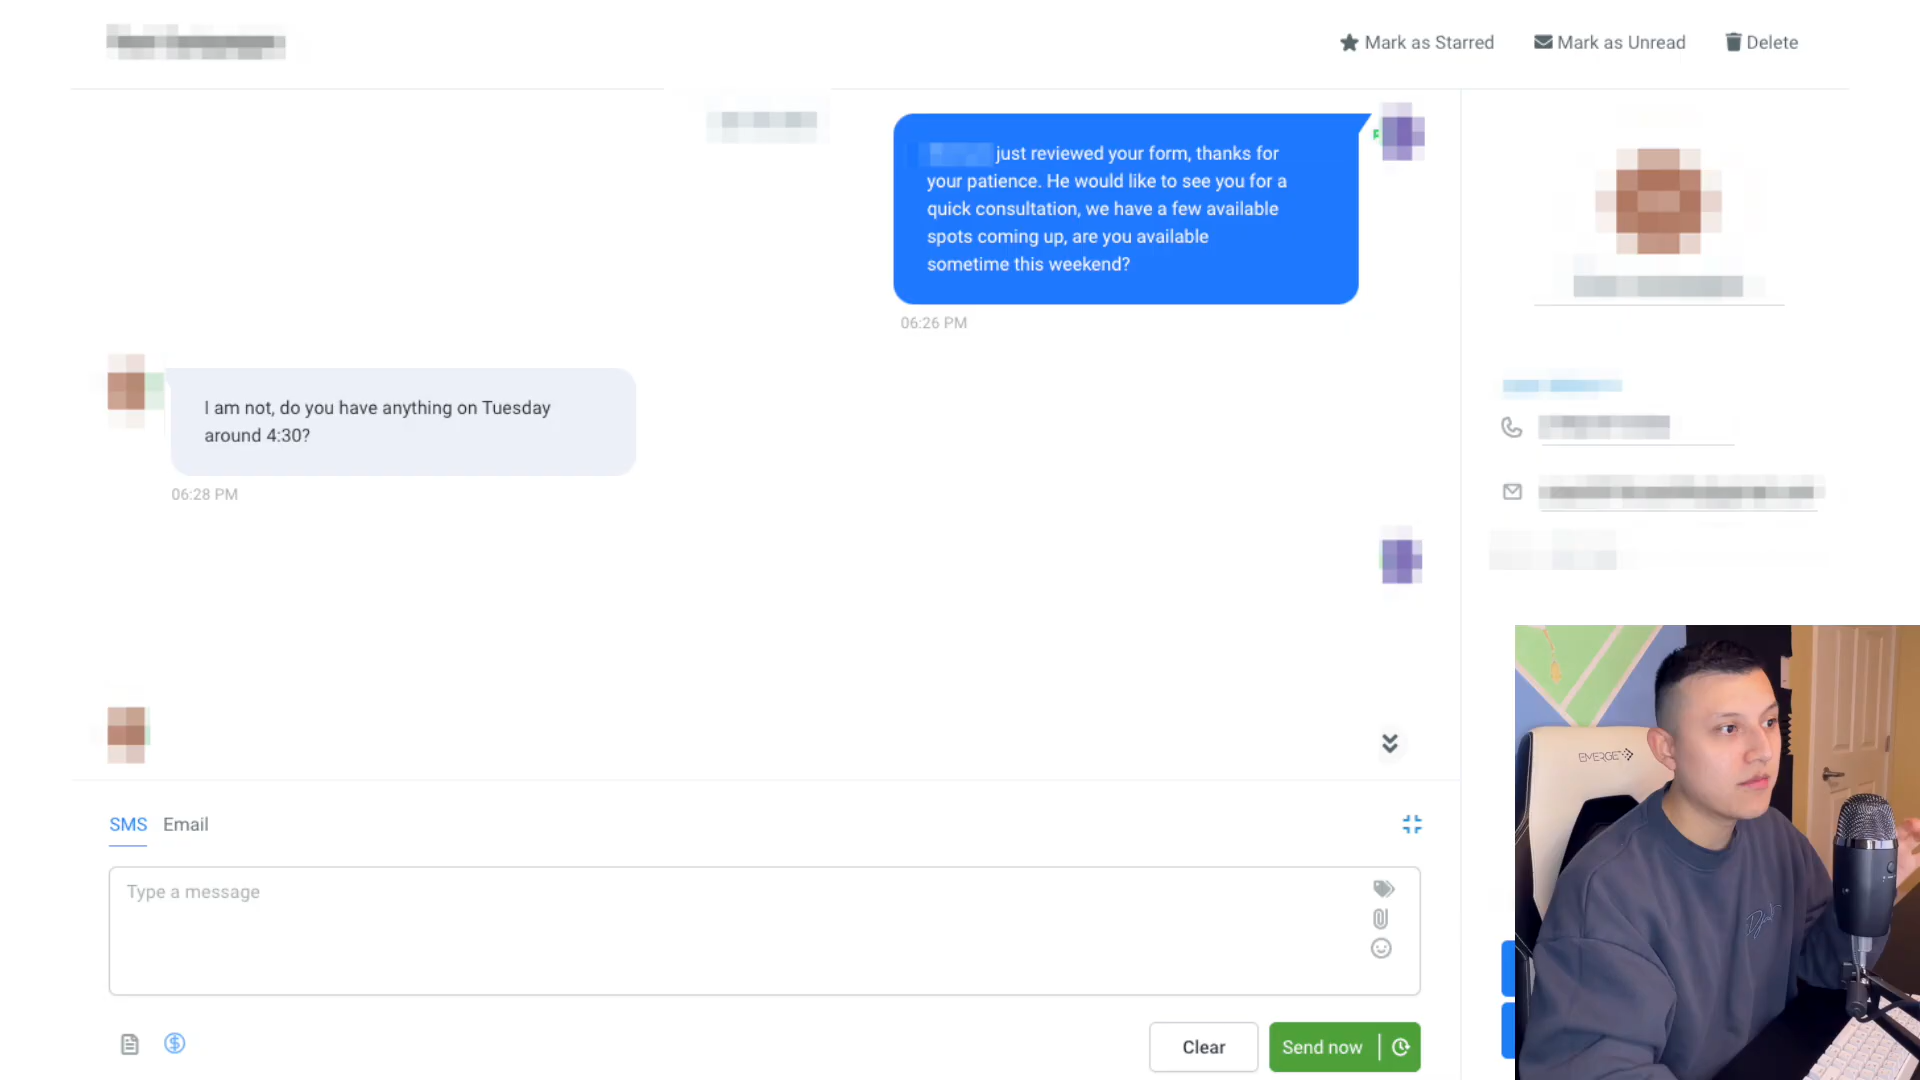 Mark as Starred
Mark as Unread
Delete
just reviewed your form, thanks for
your patience. He would like to see you for a
quick consultation, we have a few available
spots coming up, are you available
sometime this weekend?
06:26 PM
I am not, do you have anything on Tuesday
around 4:30?
06:28 PM
SMS
Email
Type a message
Clear
Send now
EMERGE